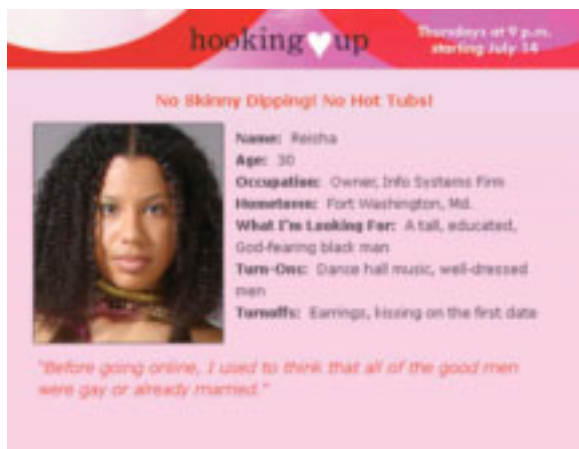 hooking up
Thursdays at 9 p.m.
starting July 14
No Skinny Dipping! No Hot Tubs!
Name: Reisha
Age: 30
Occupation: Owner, Info Systems Firm
Hometown: Fort Washington, Md.
What I'm Looking For: A tall, educated,
God-fearing black man
Turn-Ons: Dance hall music, well-dressed
men
Turnoffs: Earrings, kissing on the first date
"Before going online, I used to think that all of the good men
were gay or already married."